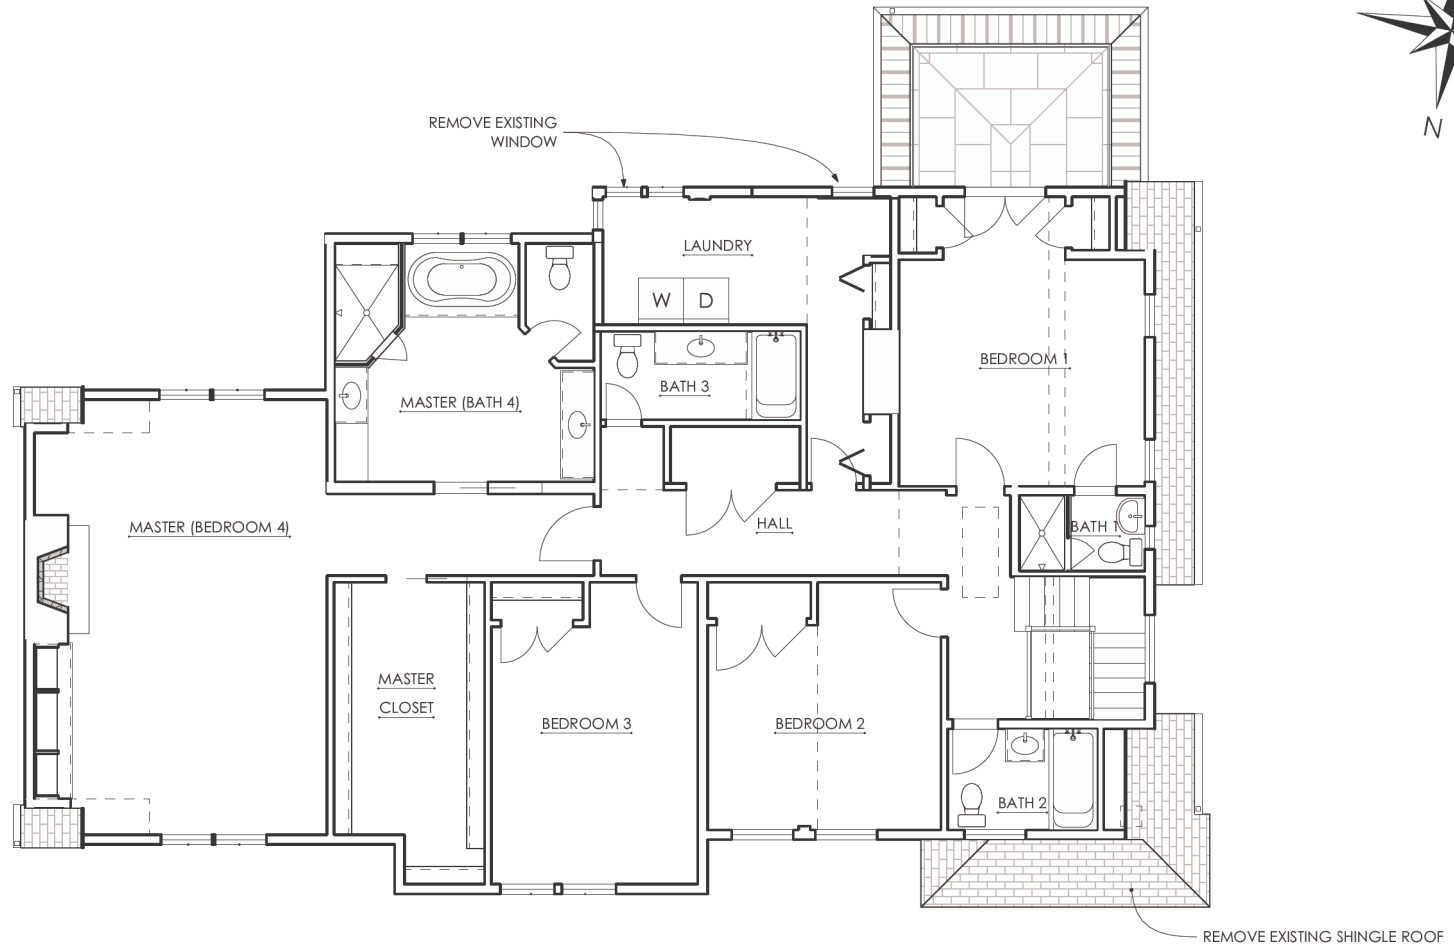 N
REMOVE EXISTING
WINDOW
LAUNDRY
W D
BEDROOM 1
BATH 3
MASTER (BATH 4)
MASTER (BEDROOM 4)
HALL
BATH 1
MASTER
CLOSET
BEDROOM 3
BEDROOM 2
BATH 2
REMOVE EXISTING SHINGLE ROOF